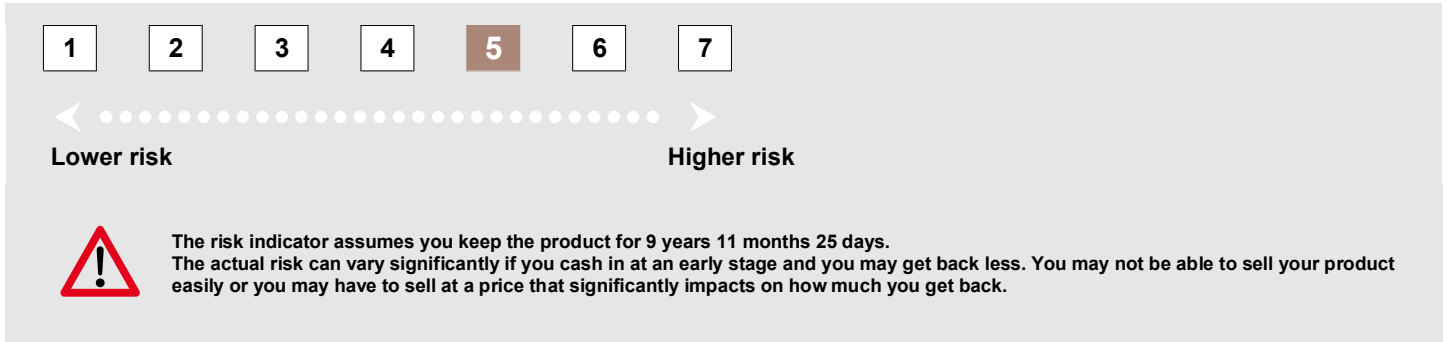 1 2 3 4 5 6 7
Lower risk Higher risk
The risk indicator assumes you keep the product for 9 years 11 months 25 days.
The actual risk can vary significantly if you cash in at an early stage and you may get back less. You may not be able to sell your product
easily or you may have to sell at a price that significantly impacts on how much you get back.